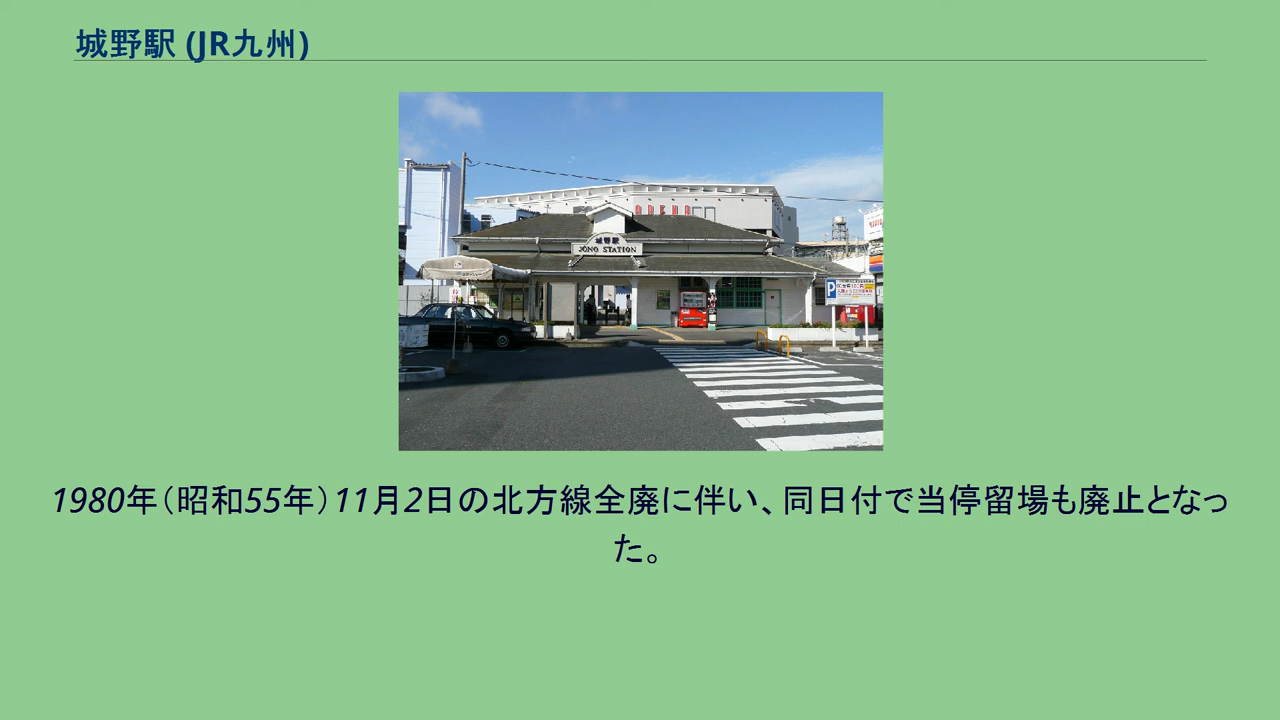 城野駅 (JR九州)
城野駅
JONO STATION
P
1980年（昭和55年）11月2日の北方線全廃に伴い、同日付で当停留場も廃止となっ
た。